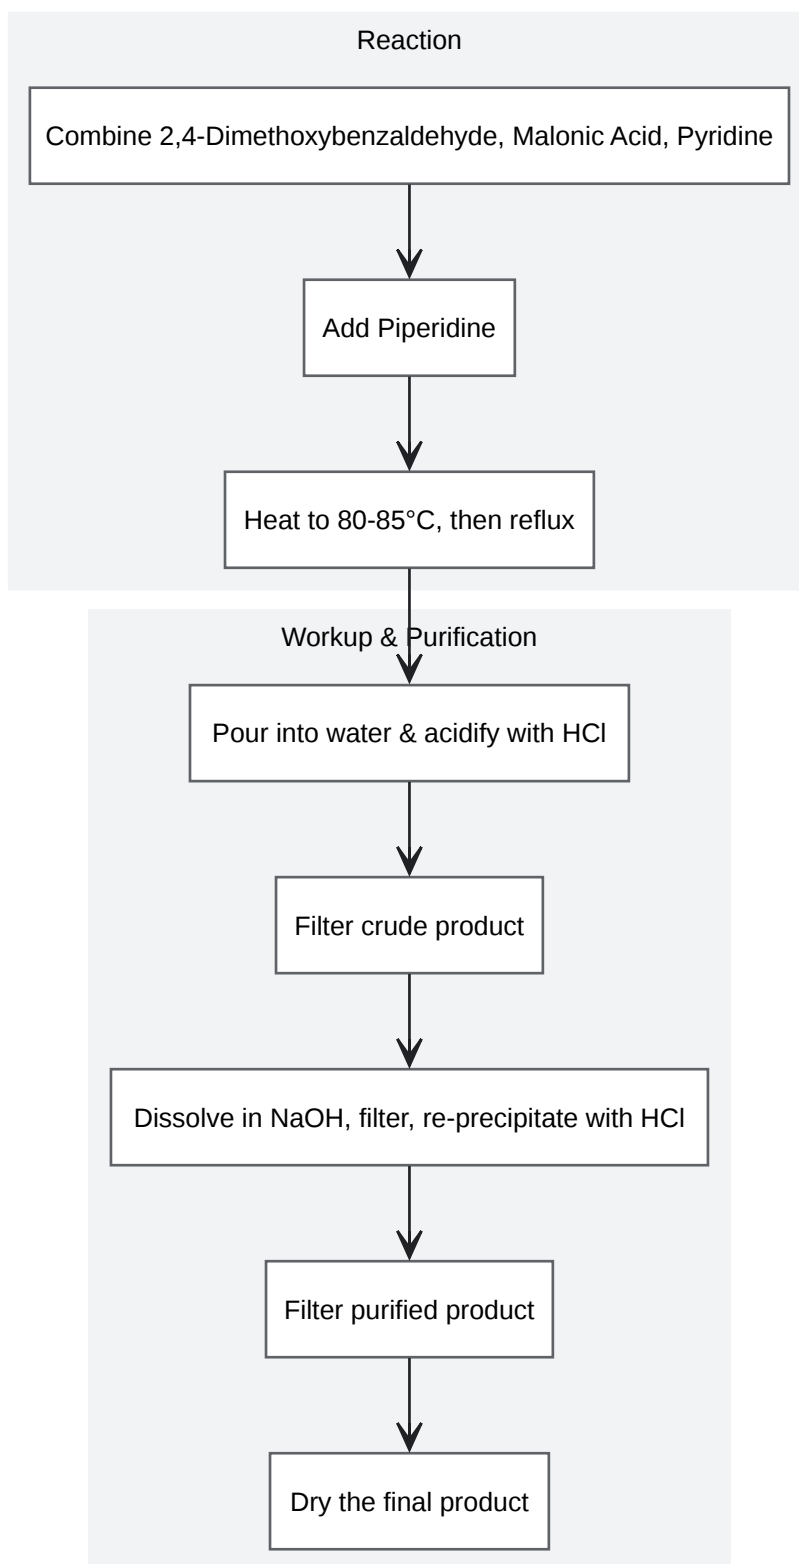 Reaction
Combine 2,4-Dimethoxybenzaldehyde, Malonic Acid, Pyridine
Add Piperidine
Heat to 80-85°C, then reflux
Workup & Purification
Pour into water & acidify with HCl
Filter crude product
Dissolve in NaOH, filter, re-precipitate with HCl
Filter purified product
Dry the final product